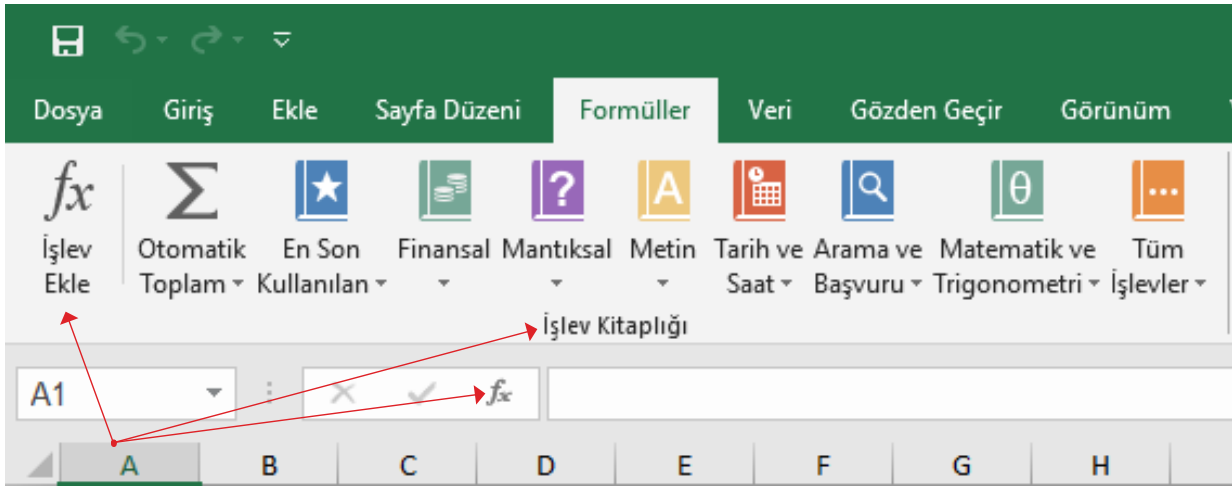 Dosya Giriş Ekle Sayfa Düzeni Formüller Veri Gözden Geçir Görünüm
fx Σ ? A θ ...
İşlev Otomatik En Son Finansal Mantıksal Metin Tarih ve Arama ve Matematik ve Tüm
Ekle Toplam Kullanılan Saat Başvuru Trigonometri İşlevler
İşlev Kitaplığı
A1 fx
A B C D E F G H